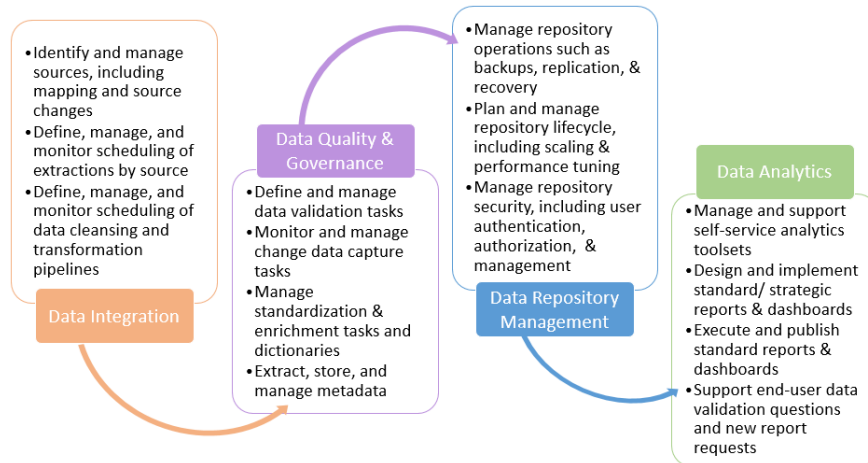 •Identify and manage
sources, including
mapping and source
changes
•Define, manage, and
monitor scheduling of
extractions by source
•Define, manage, and
monitor scheduling of
data cleansing and
transformation
pipelines
Data Integration
Data Quality &
Governance
•Define and manage
data validation tasks
•Monitor and manage
change data capture
tasks
•Manage
standardization &
enrichment tasks and
dictionaries
•Extract, store, and
manage metadata
•Manage repository
operations such as
backups, replication, &
recovery
•Plan and manage
repository lifecycle,
including scaling &
performance tuning
•Manage repository
security, including user
authentication,
authorization, &
management
Data Repository
Management
Data Analytics
•Manage and support
self-service analytics
toolsets
•Design and implement
standard/ strategic
reports & dashboards
•Execute and publish
standard reports &
dashboards
•Support end-user data
validation questions
and new report
requests